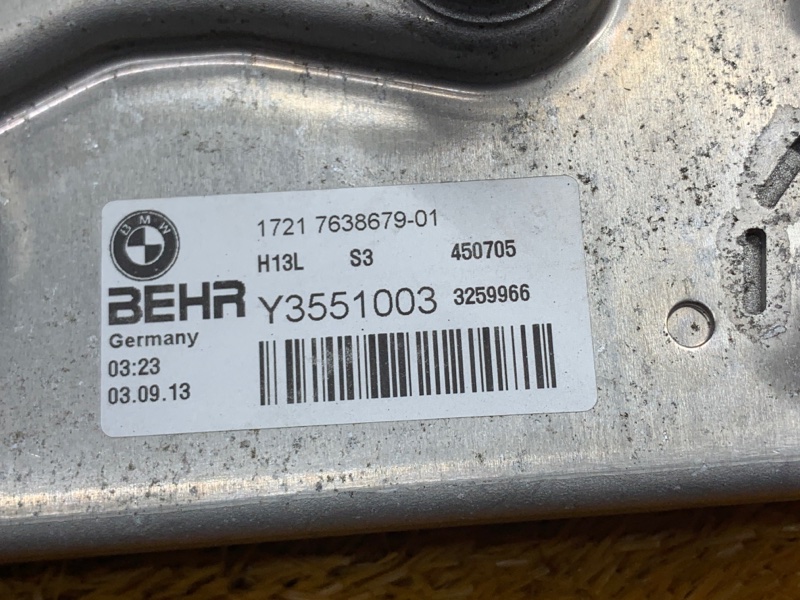 BMW
1721 7638679-01
H13L S3 450705
BEHR Y3551003 3259966
Germany
03:23
03.09.13